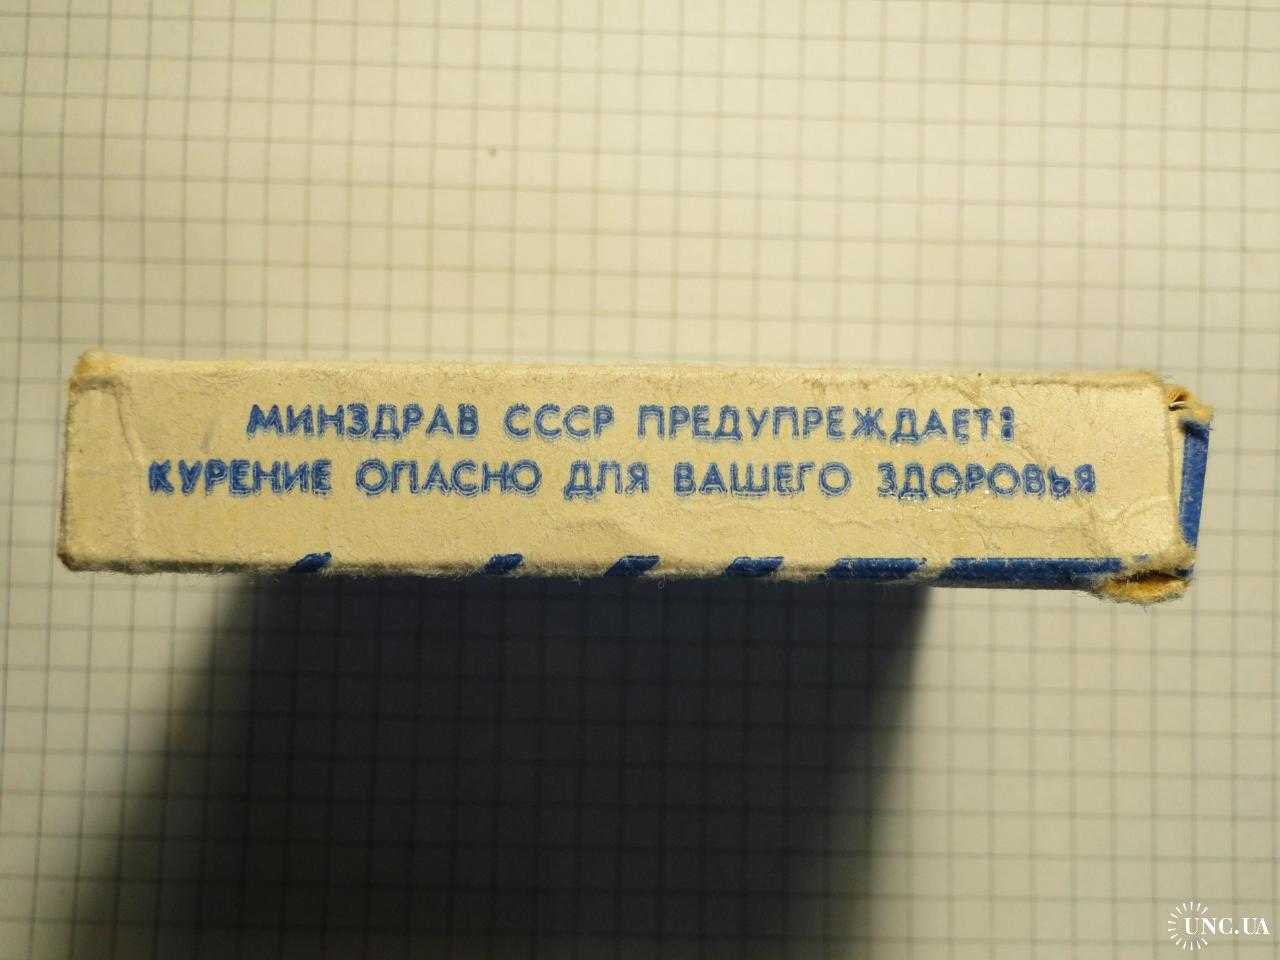 МИНЗДРАВ СССР ПРЕДУПРЕЖДАЕТ:
КУРЕНИЕ ОПАСНО ДЛЯ ВАШЕГО ЗДОРОВЬЯ
UNC.UA